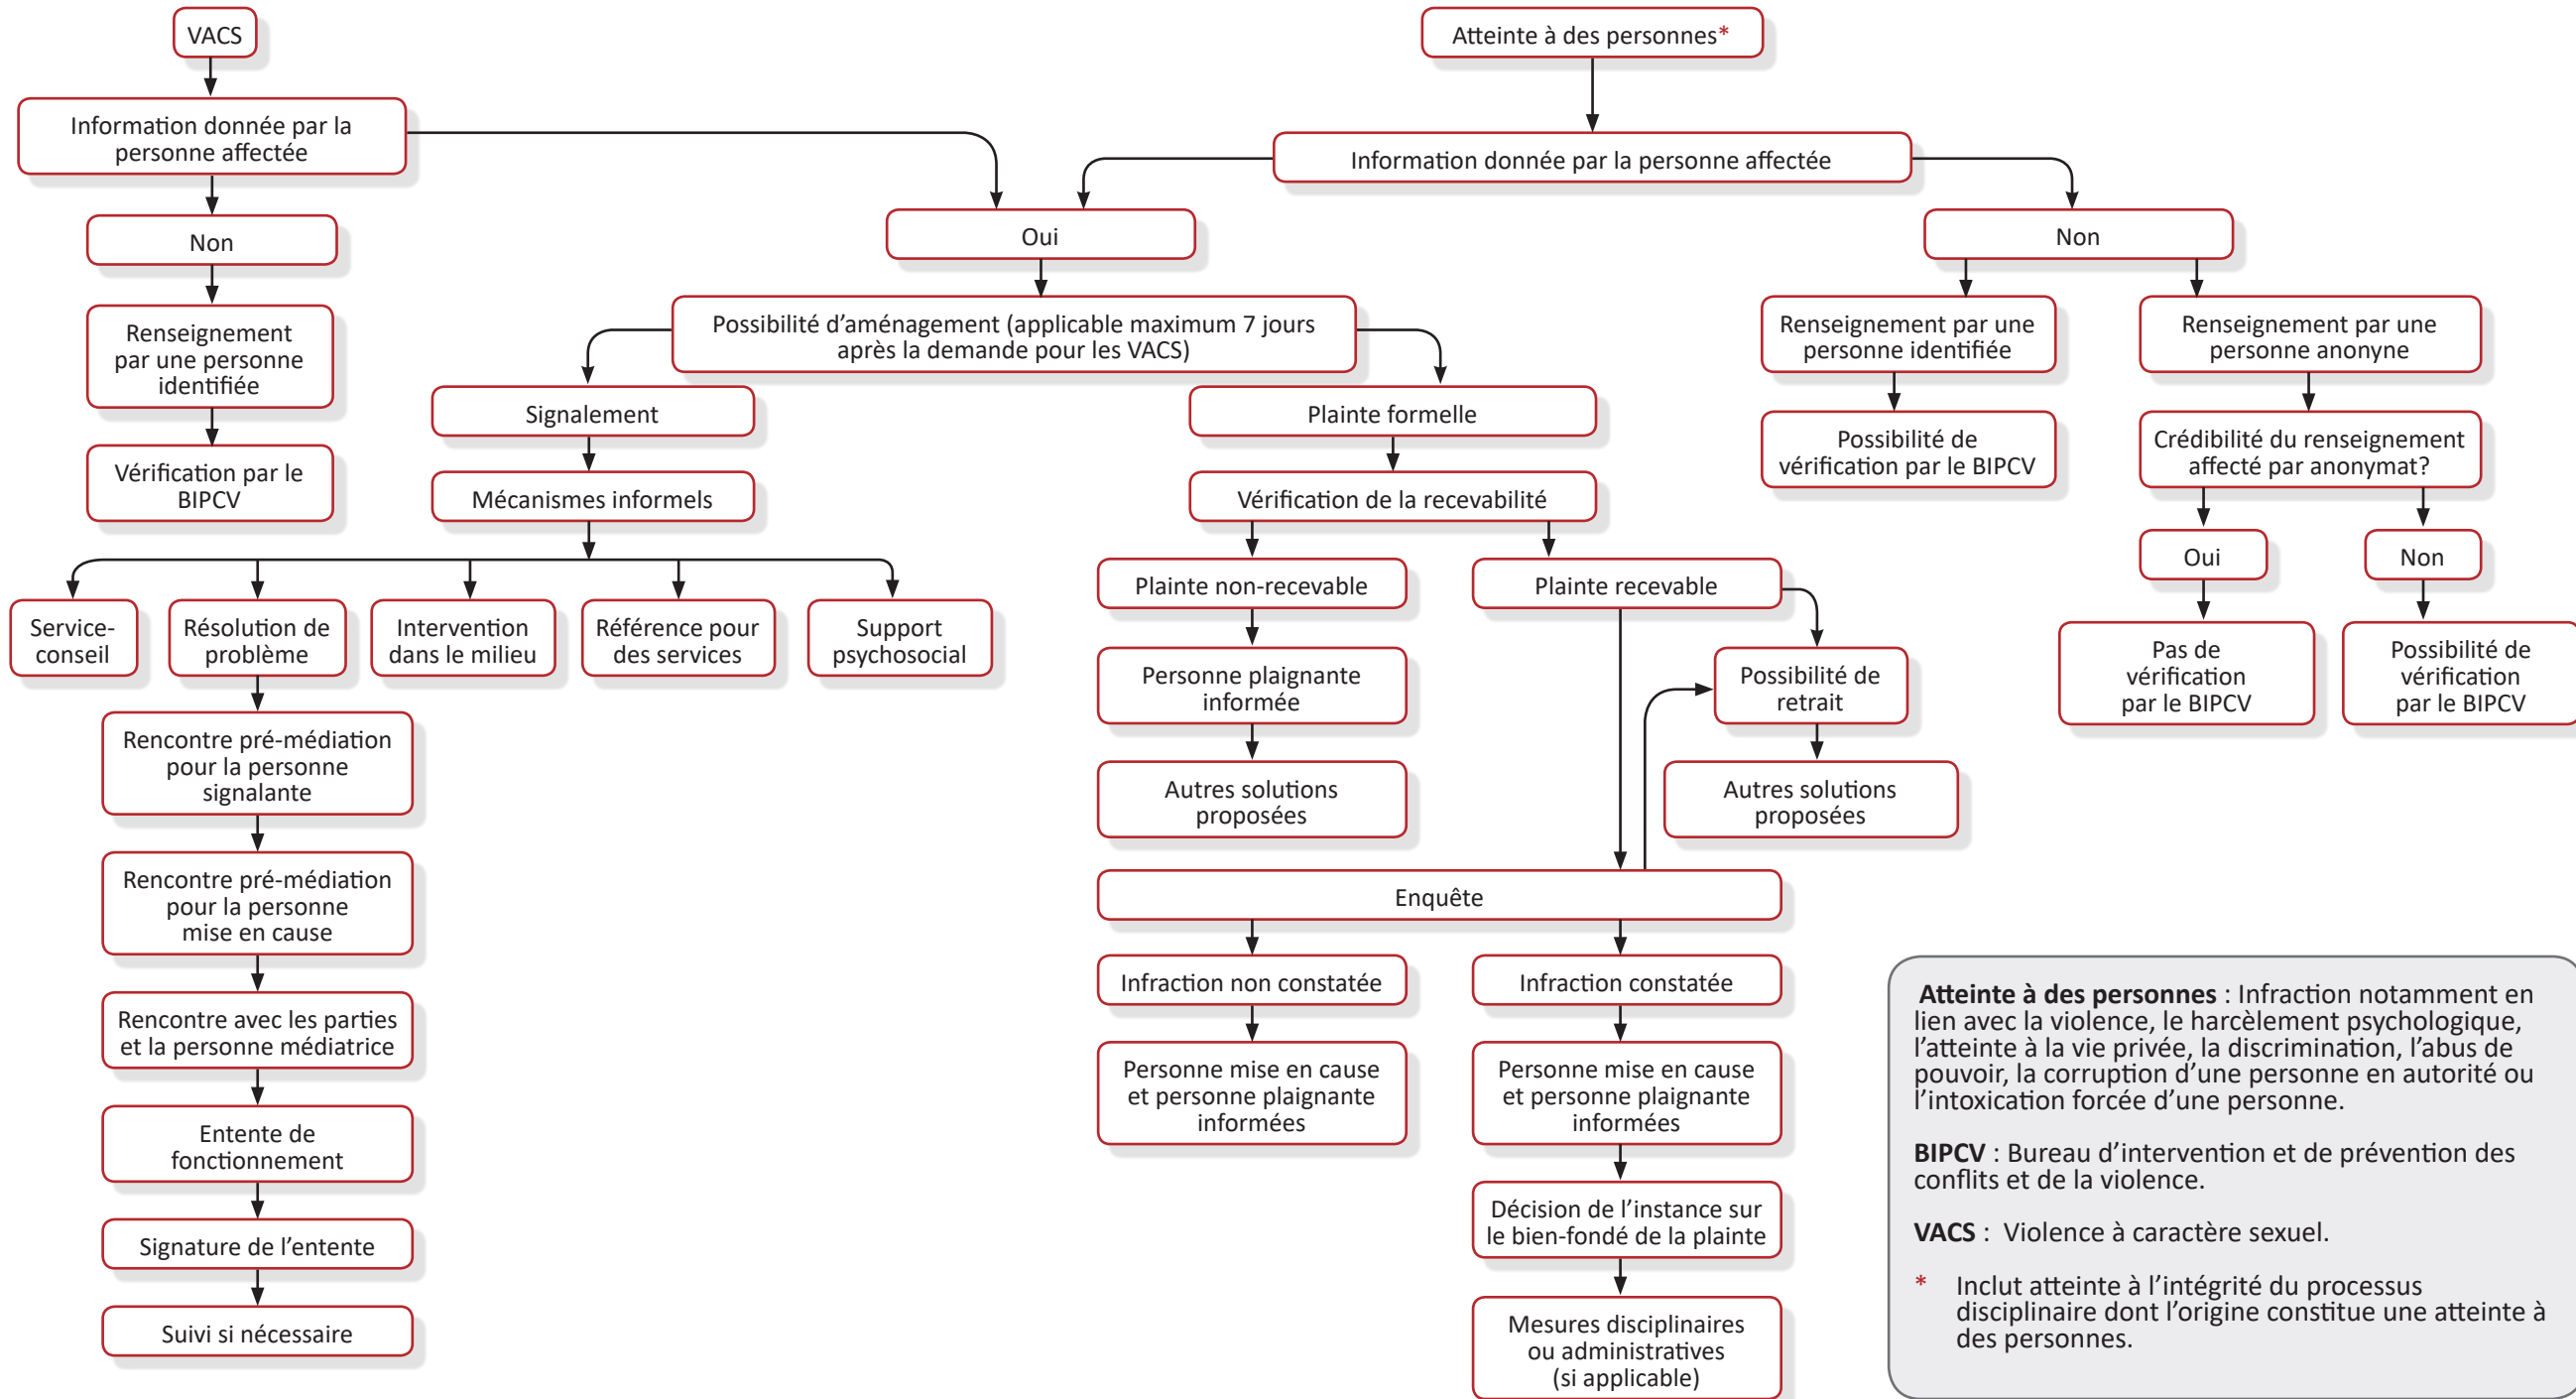 VACS
Atteinte à des personnes*
Information donnée par la
personne affectée
Information donnée par la personne affectée
Non
Oui
Non
Renseignement
par une personne
identifiée
Possibilité d'aménagement (applicable maximum 7 jours
après la demande pour les VACS)
Renseignement par une
personne identifiée
Renseignement par une
personne anonyne
Signalement
Plainte formelle
Possibilité de
vérification par le BIPCV
Crédibilité du renseignement
affecté par anonymat?
Vérification par le
BIPCV
Mécanismes informels
Vérification de la recevabilité
Oui
Non
Plainte non-recevable
Plainte recevable
Service-
conseil
Résolution de
problème
Intervention
dans le milieu
Référence pour
des services
Support
psychosocial
Pas de
vérification
par le BIPCV
Possibilité de
vérification
par le BIPCV
Personne plaignante
informée
Possibilité de
retrait
Rencontre pré-médiation
pour la personne
signalante
Autres solutions
proposées
Autres solutions
proposées
Rencontre pré-médiation
pour la personne
mise en cause
Enquête
Infraction non constatée
Infraction constatée
Rencontre avec les parties
et la personne médiatrice
Personne mise en cause
et personne plaignante
informées
Personne mise en cause
et personne plaignante
informées
Entente de
fonctionnement
Décision de l'instance sur
le bien-fondé de la plainte
Signature de l'entente
Suivi si nécessaire
Mesures disciplinaires
ou administratives
(si applicable)
Atteinte à des personnes : Infraction notamment en
lien avec la violence, le harcèlement psychologique,
l'atteinte à la vie privée, la discrimination, l'abus de
pouvoir, la corruption d'une personne en autorité ou
l'intoxication forcée d'une personne.
BIPCV : Bureau d'intervention et de prévention des
conflits et de la violence.
VACS : Violence à caractère sexuel.
* Inclut atteinte à l'intégrité du processus
disciplinaire dont l'origine constitue une atteinte à
des personnes.